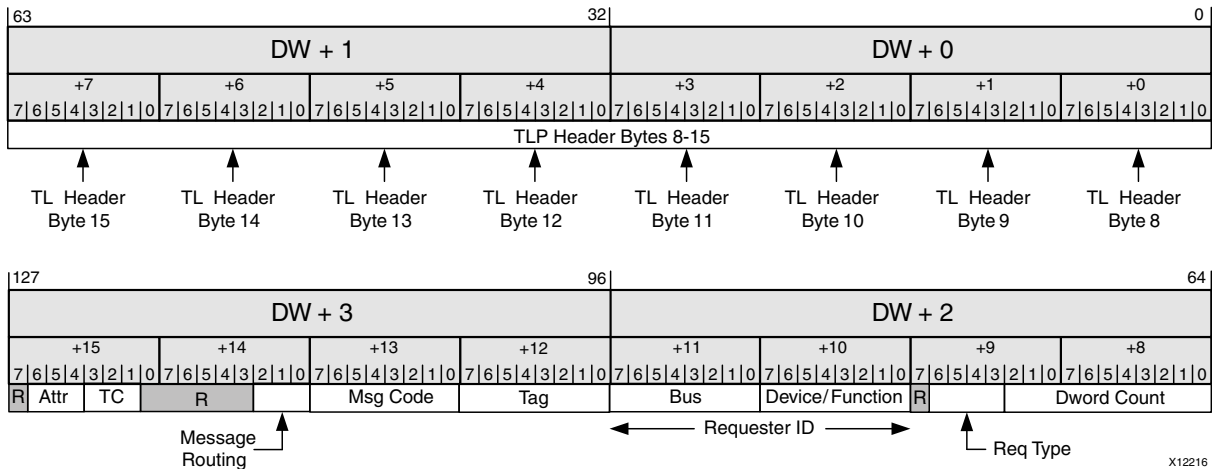 63 32 0
DW + 1 DW + 0
+7 +6 +5 +4 +3 +2 +1 +0
7 6 5 4 3 2 1 0 7 6 5 4 3 2 1 0 7 6 5 4 3 2 1 0 7 6 5 4 3 2 1 0 7 6 5 4 3 2 1 0 7 6 5 4 3 2 1 0 7 6 5 4 3 2 1 0 7 6 5 4 3 2 1 0
TLP Header Bytes 8-15
TL Header TL Header TL Header TL Header TL Header TL Header TL Header TL Header
Byte 15 Byte 14 Byte 13 Byte 12 Byte 11 Byte 10 Byte 9 Byte 8
127 96 64
DW + 3 DW + 2
+15 +14 +13 +12 +11 +10 +9 +8
7 6 5 4 3 2 1 0 7 6 5 4 3 2 1 0 7 6 5 4 3 2 1 0 7 6 5 4 3 2 1 0 7 6 5 4 3 2 1 0 7 6 5 4 3 2 1 0 7 6 5 4 3 2 1 0 7 6 5 4 3 2 1 0
R Attr TC R Msg Code Tag Bus Device/Function R Dword Count
Message Requester ID Req Type
Routing X12216